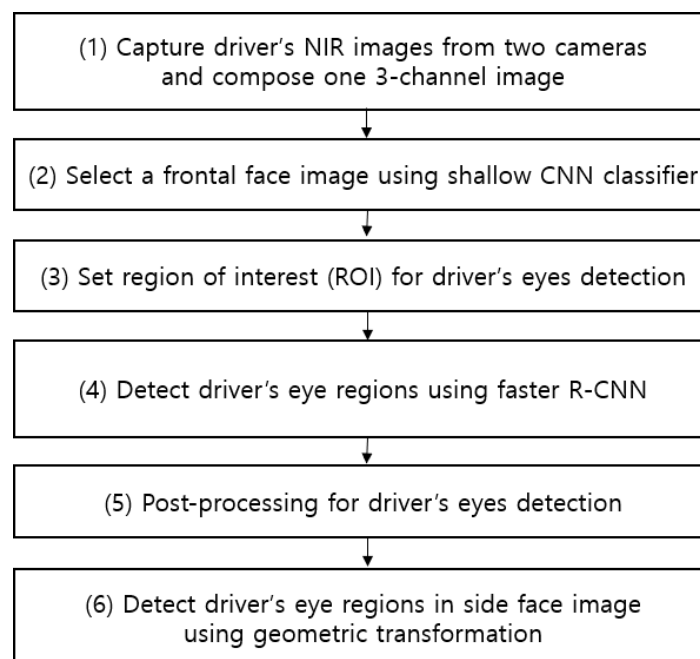 (1) Capture driver's NIR images from two cameras
and compose one 3-channel image
(2) Select a frontal face image using shallow CNN classifier
(3) Set region of interest (ROI) for driver's eyes detection
(4) Detect driver's eye regions using faster R-CNN
(5) Post-processing for driver's eyes detection
(6) Detect driver's eye regions in side face image
using geometric transformation